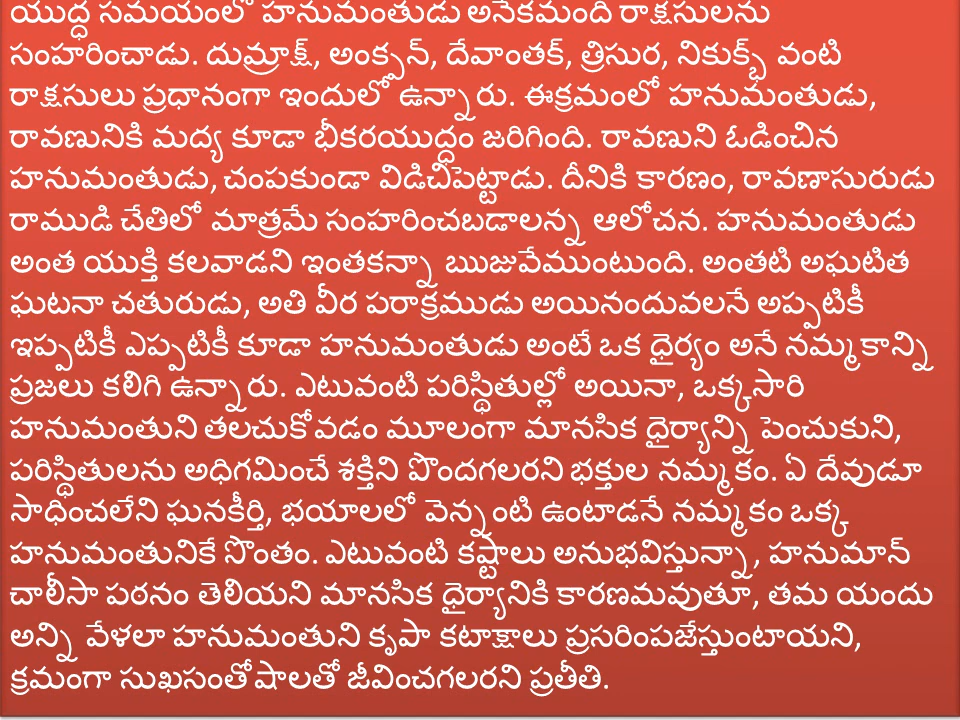 యుద్ధ సమయంలో హనుమంతుడు అనేకమంది రాక్షసులను
సంహరించాడు. దుమ్రాక్ష్, అంక్పన్, దేవాంతక్, త్రిసుర, నికుక్భ్ వంటి
రాక్షసులు ప్రధానంగా ఇందులో ఉన్నారు. ఈక్రమంలో హనుమంతుడు,
రావణునికి మద్య కూడా భీకరయుద్ధం జరిగింది. రావణుని ఓడించిన
హనుమంతుడు, చంపకుండా విడిచిపెట్టాడు. దీనికి కారణం, రావణాసురుడు
రాముడి చేతిలో మాత్రమే సంహరించబడాలన్న ఆలోచన. హనుమంతుడు
అంత యుక్తి కలవాడని ఇంతకన్నా ఋజువేముంటుంది. అంతటి అఘటిత
ఘటనా చతురుడు, అతి వీర పరాక్రముడు అయినందువలనే అప్పటికీ
ఇప్పటికీ ఎప్పటికీ కూడా హనుమంతుడు అంటే ఒక ధైర్యం అనే నమ్మకాన్ని
ప్రజలు కలిగి ఉన్నారు. ఎటువంటి పరిస్థితుల్లో అయినా, ఒక్కసారి
హనుమంతుని తలచుకోవడం మూలంగా మానసిక ధైర్యాన్ని పెంచుకుని,
పరిస్థితులను అధిగమించే శక్తిని పొందగలరని భక్తుల నమ్మకం. ఏ దేవుడూ
సాధించలేని ఘనకీర్తి, భయాలలో వెన్నంటి ఉంటాడనే నమ్మకం ఒక్క
హనుమంతునికే సొంతం. ఎటువంటి కష్టాలు అనుభవిస్తున్నా, హనుమాన్
చాలీసా పఠనం తెలియని మానసిక ధైర్యానికి కారణమవుతూ, తమ యందు
అన్ని వేళలా హనుమంతుని కృపా కటాక్షాలు ప్రసరింపజేస్తుంటాయని,
క్రమంగా సుఖసంతోషాలతో జీవించగలరని ప్రతీతి.